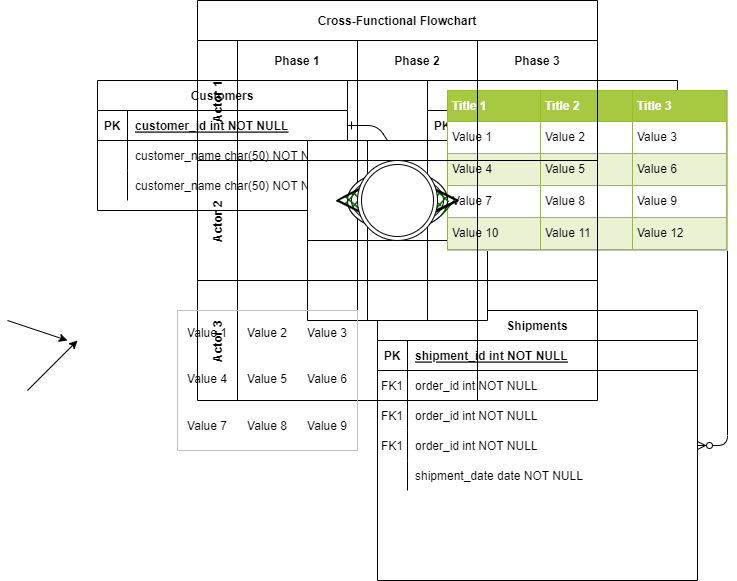 Cross-Functional Flowchart
Phase 1 Phase 2 Phase 3
Actor 1
Actor 2
Actor 3
Customers
PK customer_id int NOT NULL
customer_name char(50) NOT N
customer_name char(50) NOT N
PK
Title 1 Title 2 Title 3
Value 1 Value 2 Value 3
Value 4 Value 5 Value 6
Value 7 Value 8 Value 9
Value 10 Value 11 Value 12
Value 1 Value 2 Value 3
Value 4 Value 5 Value 6
Value 7 Value 8 Value 9
Shipments
PK shipment_id int NOT NULL
FK1 order_id int NOT NULL
FK1 order_id int NOT NULL
FK1 order_id int NOT NULL
shipment_date date NOT NULL